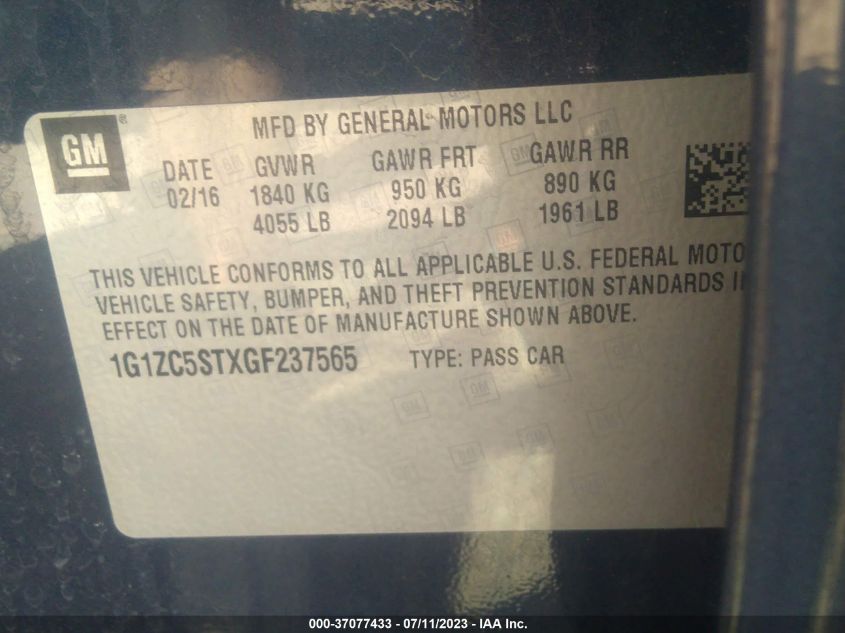 GM ®
MFD BY GENERAL MOTORS LLC
DATE GVWR GAWR FRT GAWR RR
02/16 1840 KG 950 KG 890 KG
4055 LB 2094 LB 1961 LB
THIS VEHICLE CONFORMS TO ALL APPLICABLE U.S. FEDERAL MOTO
VEHICLE SAFETY, BUMPER, AND THEFT PREVENTION STANDARDS I
EFFECT ON THE DATE OF MANUFACTURE SHOWN ABOVE.
1G1ZC5STXGF237565 TYPE: PASS CAR
000-37077433 - 07/11/2023 - IAA Inc.